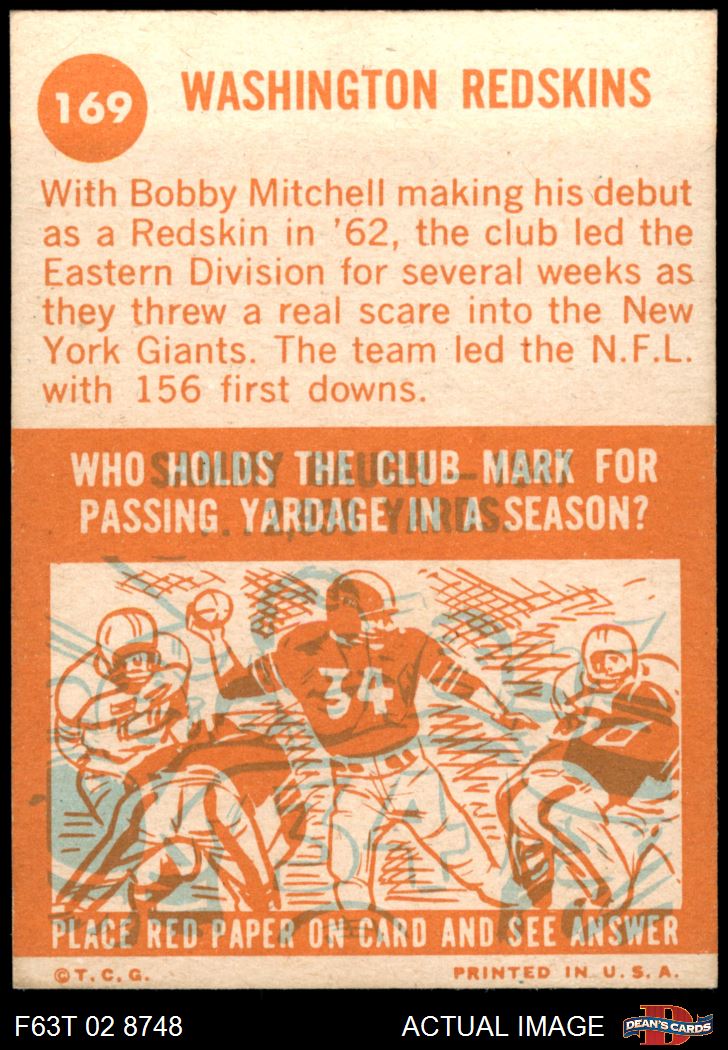 169
WASHINGTON REDSKINS
With Bobby Mitchell making his debut
as a Redskin in '62, the club led the
Eastern Division for several weeks as
they threw a real scare into the New
York Giants. The team led the N.F.L.
with 156 first downs.
WHO HOLDS THE CLUB MARK FOR
PASSING YARDAGE IN A SEASON?
SAMMY BAUGH —
YARDS.
34
PLACE RED PAPER ON CARD AND SEE ANSWER
© T. C. G.
PRINTED IN U. S. A.
F63T 02 8748
ACTUAL IMAGE
D
DEAN'S CARDS